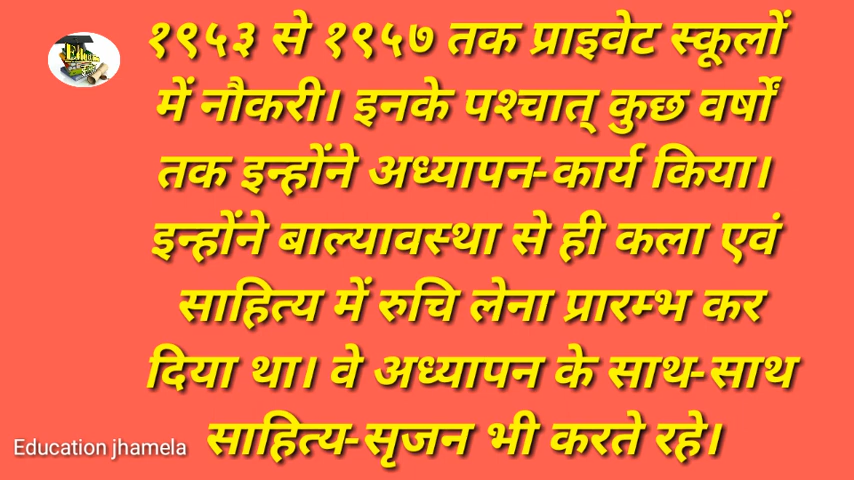 १९५३ से १९५७ तक प्राइवेट स्कूलों
में नौकरी। इनके पश्चात् कुछ वर्षों
तक इन्होंने अध्यापन-कार्य किया।
इन्होंने बाल्यावस्था से ही कला एवं
साहित्य में रुचि लेना प्रारम्भ कर
दिया था। वे अध्यापन के साथ-साथ
साहित्य-सृजन भी करते रहे।
Education jhamela